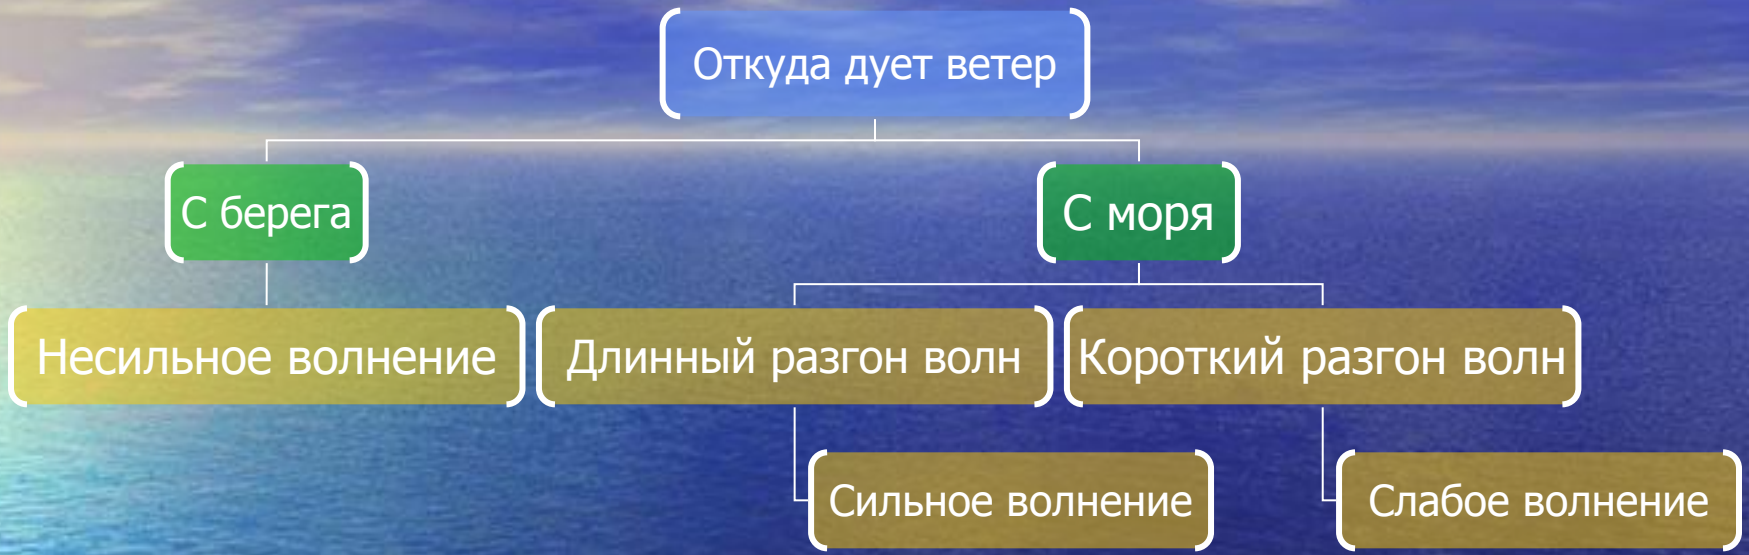 Откуда дует ветер
С берега
С моря
Несильное волнение
Длинный разгон волн
Короткий разгон волн
Сильное волнение
Слабое волнение